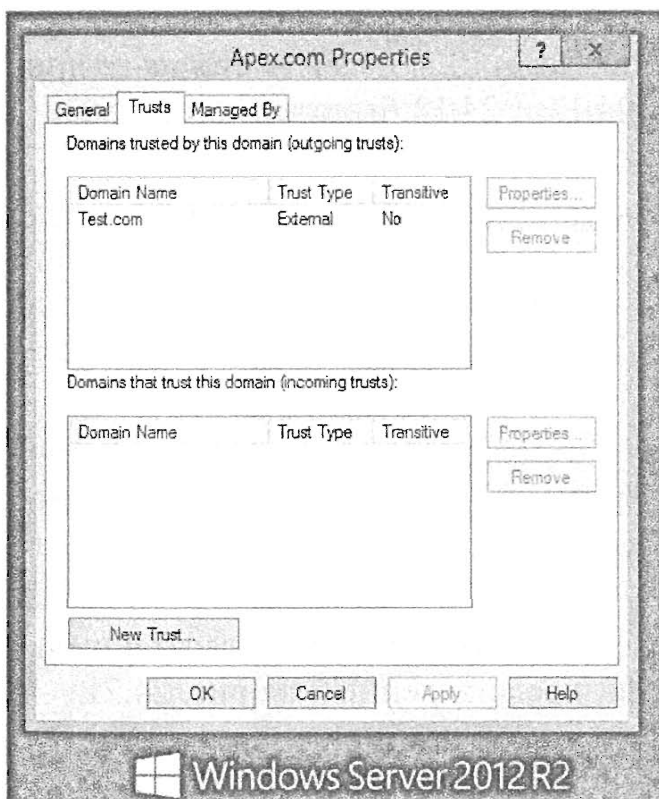 Apex.com Properties ? x
General Trusts Managed By
Domains trusted by this domain (outgoing trusts):
Domain Name Trust Type Transitive Properties...
Test.com External No
Remove
Domains that trust this domain (incoming trusts):
Domain Name Trust Type Transitive Properties...
Remove
New Trust...
OK Cancel Apply Help
Windows Server 2012 R2